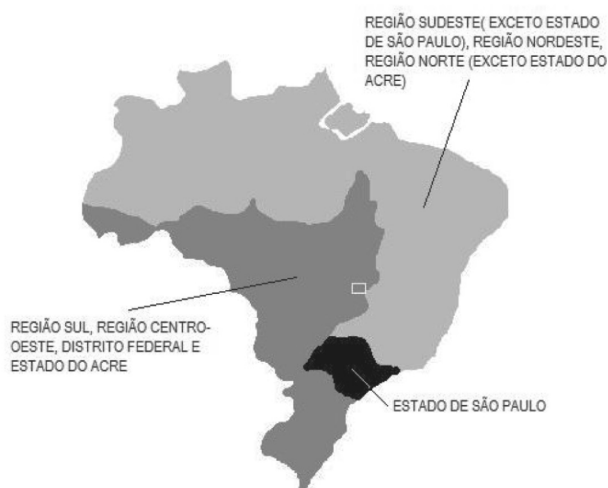 REGIÃO SUDESTE( EXCETO ESTADO
DE SÃO PAULO), REGIÃO NORDESTE,
REGIÃO NORTE (EXCETO ESTADO DO
ACRE)
REGIÃO SUL, REGIÃO CENTRO-
OESTE, DISTRITO FEDERAL E
ESTADO DO ACRE
ESTADO DE SÃO PAULO